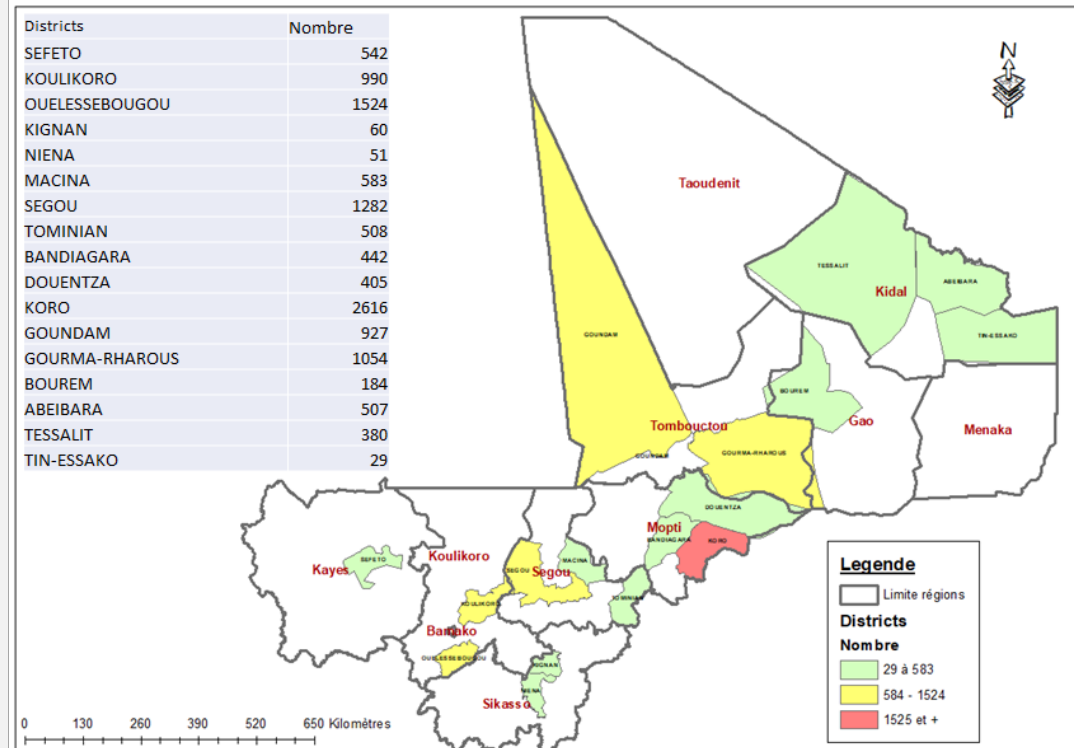 Districts Nombre
SEFETO 542
KOULIKORO 990
OUELESSEBOUGOU 1524
KIGNAN 60
NIENA 51
MACINA 583
SEGOU 1282
TOMINIAN 508
BANDIAGARA 442
DOUENTZA 405
KORO 2616
GOUNDAM 927
GOURMA-RHAROUS 1054
BOUREM 184
ABEIBARA 507
TESSALIT 380
TIN-ESSAKO 29
N
Taoudenit
TESSALIT
Kidal
ABEIBARA
TIN-ESSAKO
GOUNDAM
BOUREM
Gao
Menaka
Tombouctou
GOUNDAM
GOURMA-RHAROUS
DOUENTZA
Mopti
BANDIAGARA
KORO
Koulikoro
SEFETO
Kayes
SEGOU
Segou
MACINA
TOMINIAN
KOULIKORO
Bamako
OUELESSEBOUGOU
KIGNAN
NIENA
Sikasso
0 130 260 390 520 650 Kilomètres
Legende
Limite régions
Districts
Nombre
29 à 583
584 - 1524
1525 et +